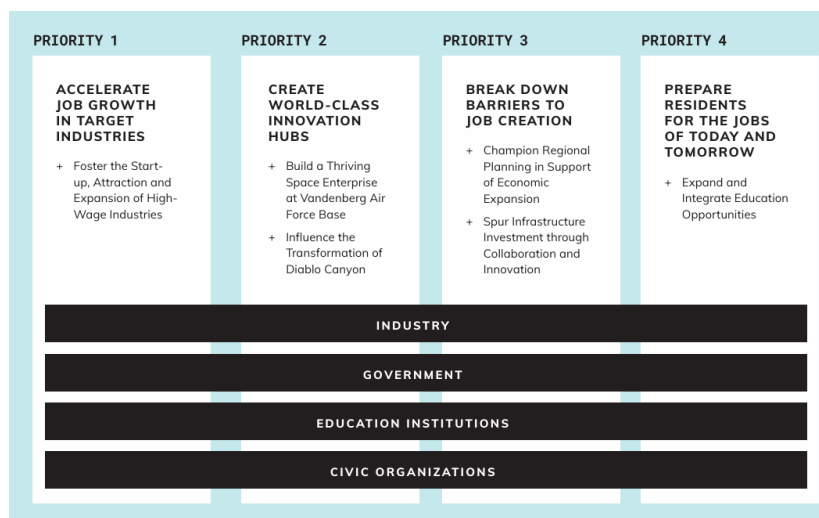 PRIORITY 1
ACCELERATE
JOB GROWTH
IN TARGET
INDUSTRIES
+ Foster the Start-
up, Attraction and
Expansion of High-
Wage Industries
PRIORITY 2
CREATE
WORLD-CLASS
INNOVATION
HUBS
+ Build a Thriving
Space Enterprise
at Vandenberg Air
Force Base
+ Influence the
Transformation of
Diablo Canyon
PRIORITY 3
BREAK DOWN
BARRIERS TO
JOB CREATION
+ Champion Regional
Planning in Support
of Economic
Expansion
+ Spur Infrastructure
Investment through
Collaboration and
Innovation
PRIORITY 4
PREPARE
RESIDENTS
FOR THE JOBS
OF TODAY AND
TOMORROW
+ Expand and
Integrate Education
Opportunities
INDUSTRY
GOVERNMENT
EDUCATION INSTITUTIONS
CIVIC ORGANIZATIONS